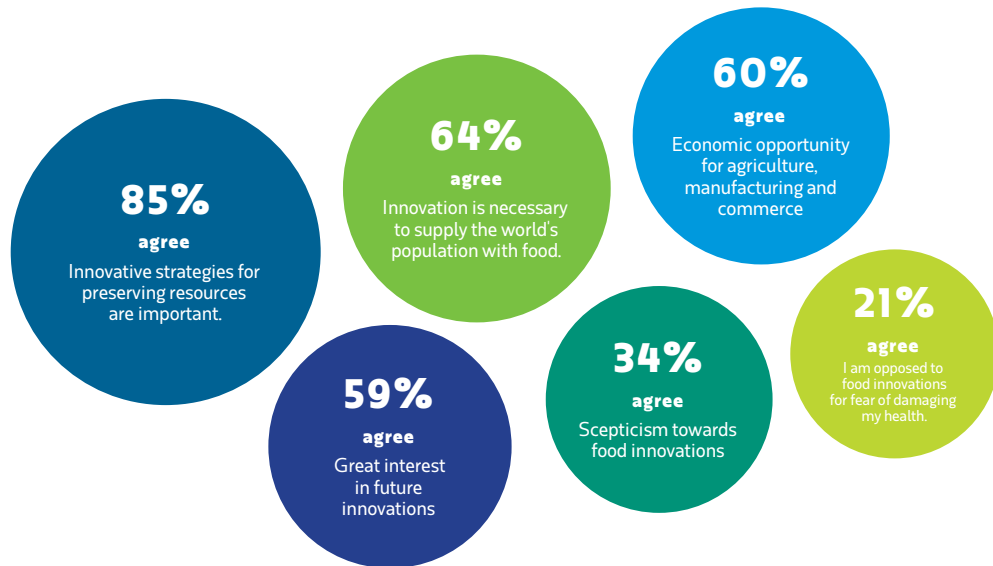 85%
agree
Innovative strategies for
preserving resources
are important.
64%
agree
Innovation is necessary
to supply the world's
population with food.
60%
agree
Economic opportunity
for agriculture,
manufacturing and
commerce
59%
agree
Great interest
in future
innovations
34%
agree
Scepticism towards
food innovations
21%
agree
I am opposed to
food innovations
for fear of damaging
my health.